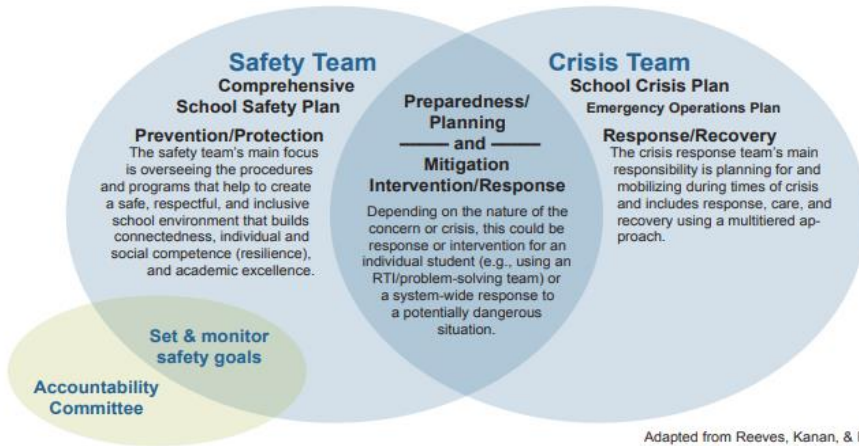 Safety Team
Comprehensive
School Safety Plan
Prevention/Protection
The safety team's main focus
is overseeing the procedures
and programs that help to create
a safe, respectful, and inclusive
school environment that builds
connectedness, individual and
social competence (resilience),
and academic excellence.
Preparedness/
Planning
and
Mitigation
Intervention/Response
Depending on the nature of the
concern or crisis, this could be
response or intervention for an
individual student (e.g., using an
RTI/problem-solving team) or
a system-wide response to
a potentially dangerous
situation.
Crisis Team
School Crisis Plan
Emergency Operations Plan
Response/Recovery
The crisis response team's main
responsibility is planning for and
mobilizing during times of crisis
and includes response, care, and
recovery using a multitiered ap-
proach.
Set & monitor
safety goals
Accountability
Committee
Adapted from Reeves, Kanan, &